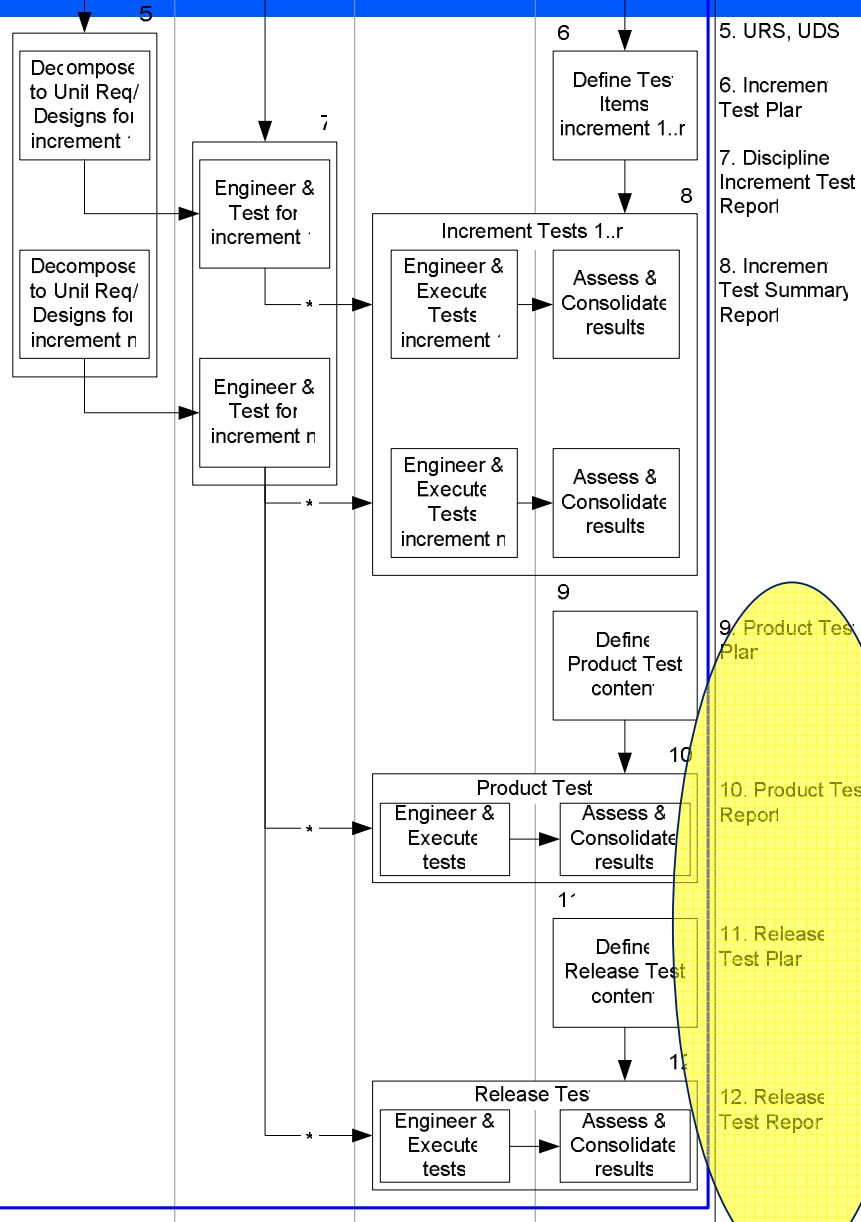 5
Decompose
to Unit Req/
Designs for
increment 1
Decompose
to Unit Req/
Designs for
increment n
7
Engineer &
Test for
increment 1
Engineer &
Test for
increment n
*
*
*
*
6
Define Test
Items
increment 1..n
8
Increment Tests 1..n
Engineer &
Execute
Tests
increment 1
Assess &
Consolidate
results
Engineer &
Execute
Tests
increment n
Assess &
Consolidate
results
9
Define
Product Test
content
10
Product Test
Engineer &
Execute
tests
Assess &
Consolidate
results
11
Define
Release Test
content
12
Release Test
Engineer &
Execute
tests
Assess &
Consolidate
results
5. URS, UDS
6. Increment
Test Plan
7. Discipline
Increment Test
Report
8. Increment
Test Summary
Report
9. Product Test
Plan
10. Product Test
Report
11. Release
Test Plan
12. Release
Test Report